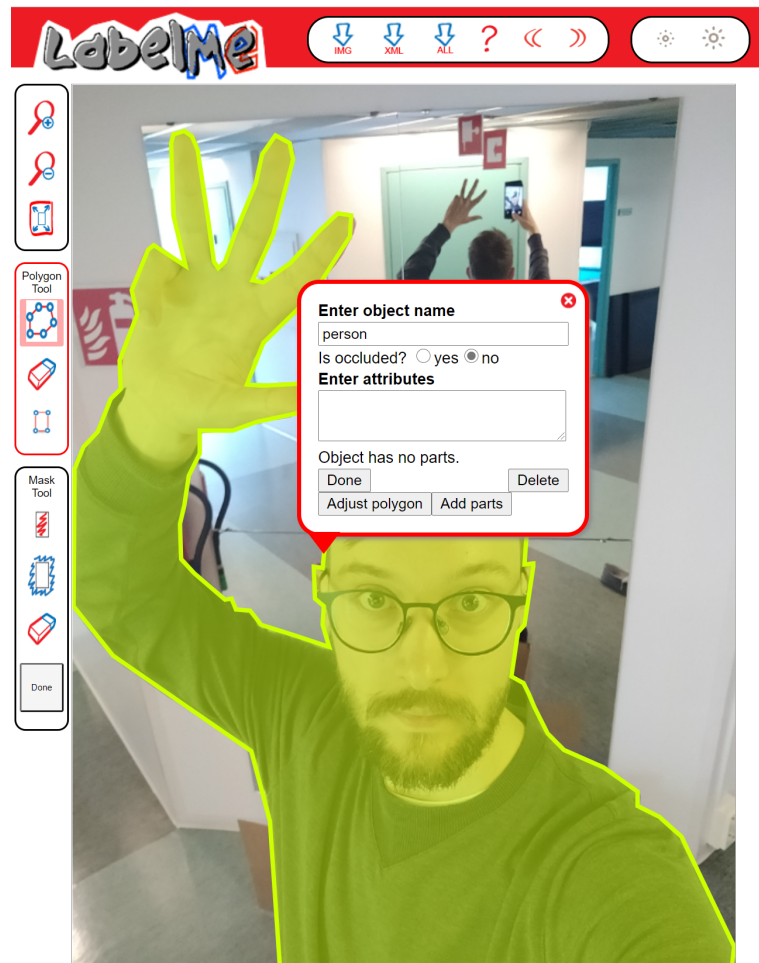 LabelMe
IMG XML ALL ?
Polygon
Tool
Mask
Tool
Done
Enter object name
person
Is occluded? yes no
Enter attributes
Object has no parts.
Done Delete
Adjust polygon Add parts